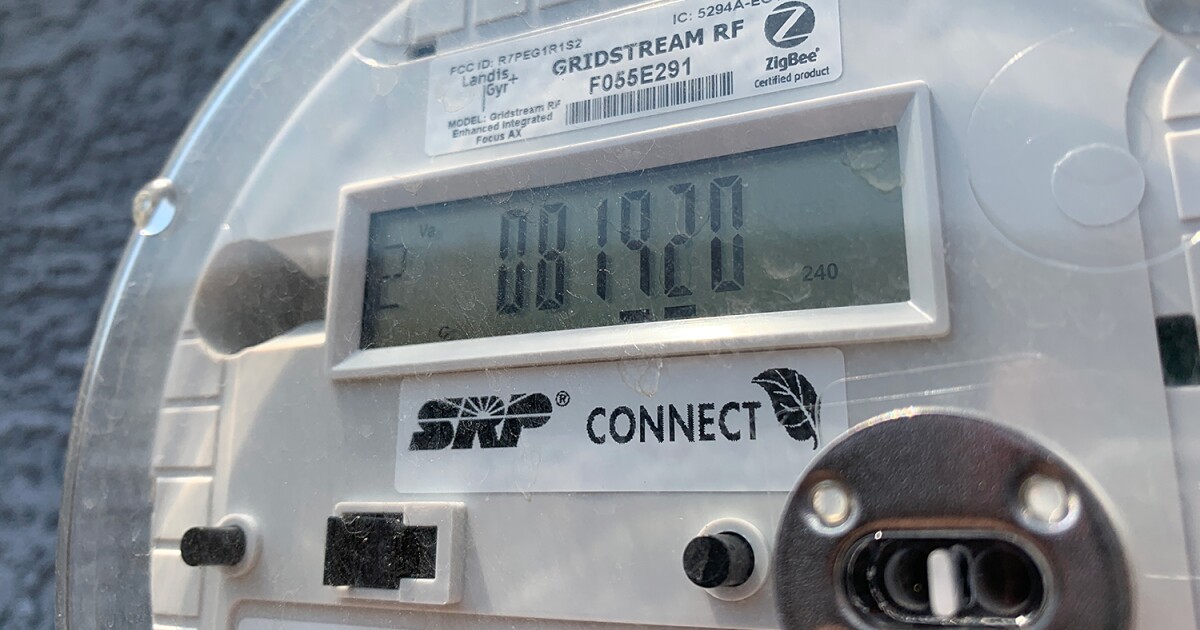 FCC ID: R7PEG1R1S2
IC: 5294A-EG
Landis
Gyr+
GRIDSTREAM RF
F055E291
ZigBee®
Certified product
MODEL: Gridstream RF
Enhanced Integrated
Focus AX
081920
240
SRP® CONNECT